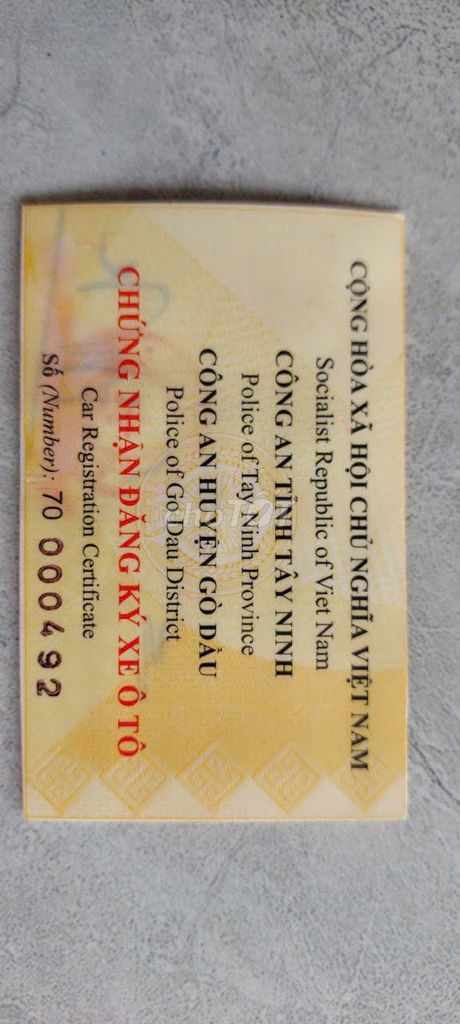 CỘNG HÒA XÃ HỘI CHỦ NGHĨA VIỆT NAM
Socialist Republic of Viet Nam
CÔNG AN TỈNH TÂY NINH
Police of Tay Ninh Province
CÔNG AN HUYỆN GÒ DẦU
Police of Go Dau District
CHỨNG NHẬN ĐĂNG KÝ XE Ô TÔ
Car Registration Certificate
Số (Number): 70 0000492